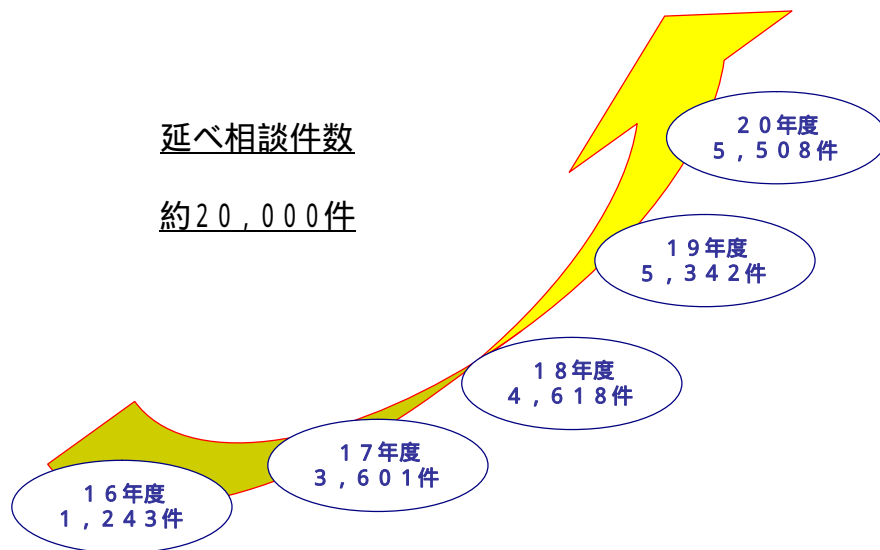 延べ相談件数
約20,000件
20年度
5,508件
19年度
5,342件
18年度
4,618件
17年度
3,601件
16年度
1,243件